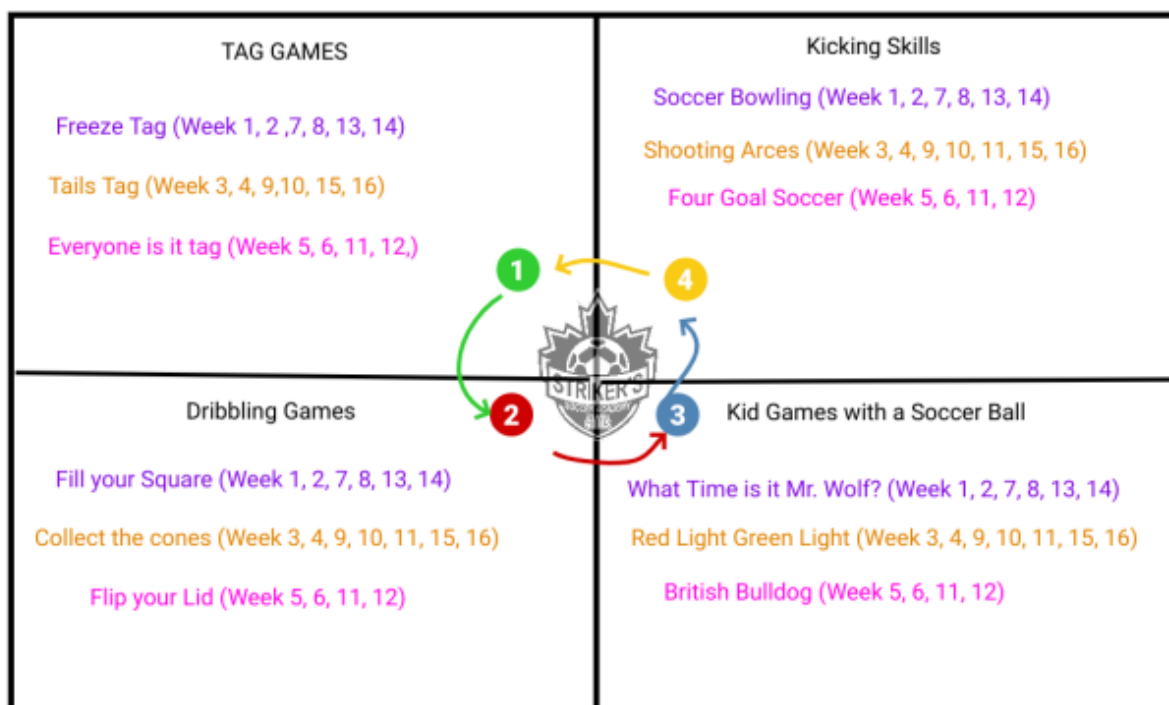 TAG GAMES
Freeze Tag (Week 1, 2 ,7, 8, 13, 14)
Tails Tag (Week 3, 4, 9,10, 15, 16)
Everyone is it tag (Week 5, 6, 11, 12,)
Kicking Skills
Soccer Bowling (Week 1, 2, 7, 8, 13, 14)
Shooting Arces (Week 3, 4, 9, 10, 11, 15, 16)
Four Goal Soccer (Week 5, 6, 11, 12)
1
4
STRIKER'S
2
3
Dribbling Games
Fill your Square (Week 1, 2, 7, 8, 13, 14)
Collect the cones (Week 3, 4, 9, 10, 11, 15, 16)
Flip your Lid (Week 5, 6, 11, 12)
Kid Games with a Soccer Ball
What Time is it Mr. Wolf? (Week 1, 2, 7, 8, 13, 14)
Red Light Green Light (Week 3, 4, 9, 10, 11, 15, 16)
British Bulldog (Week 5, 6, 11, 12)